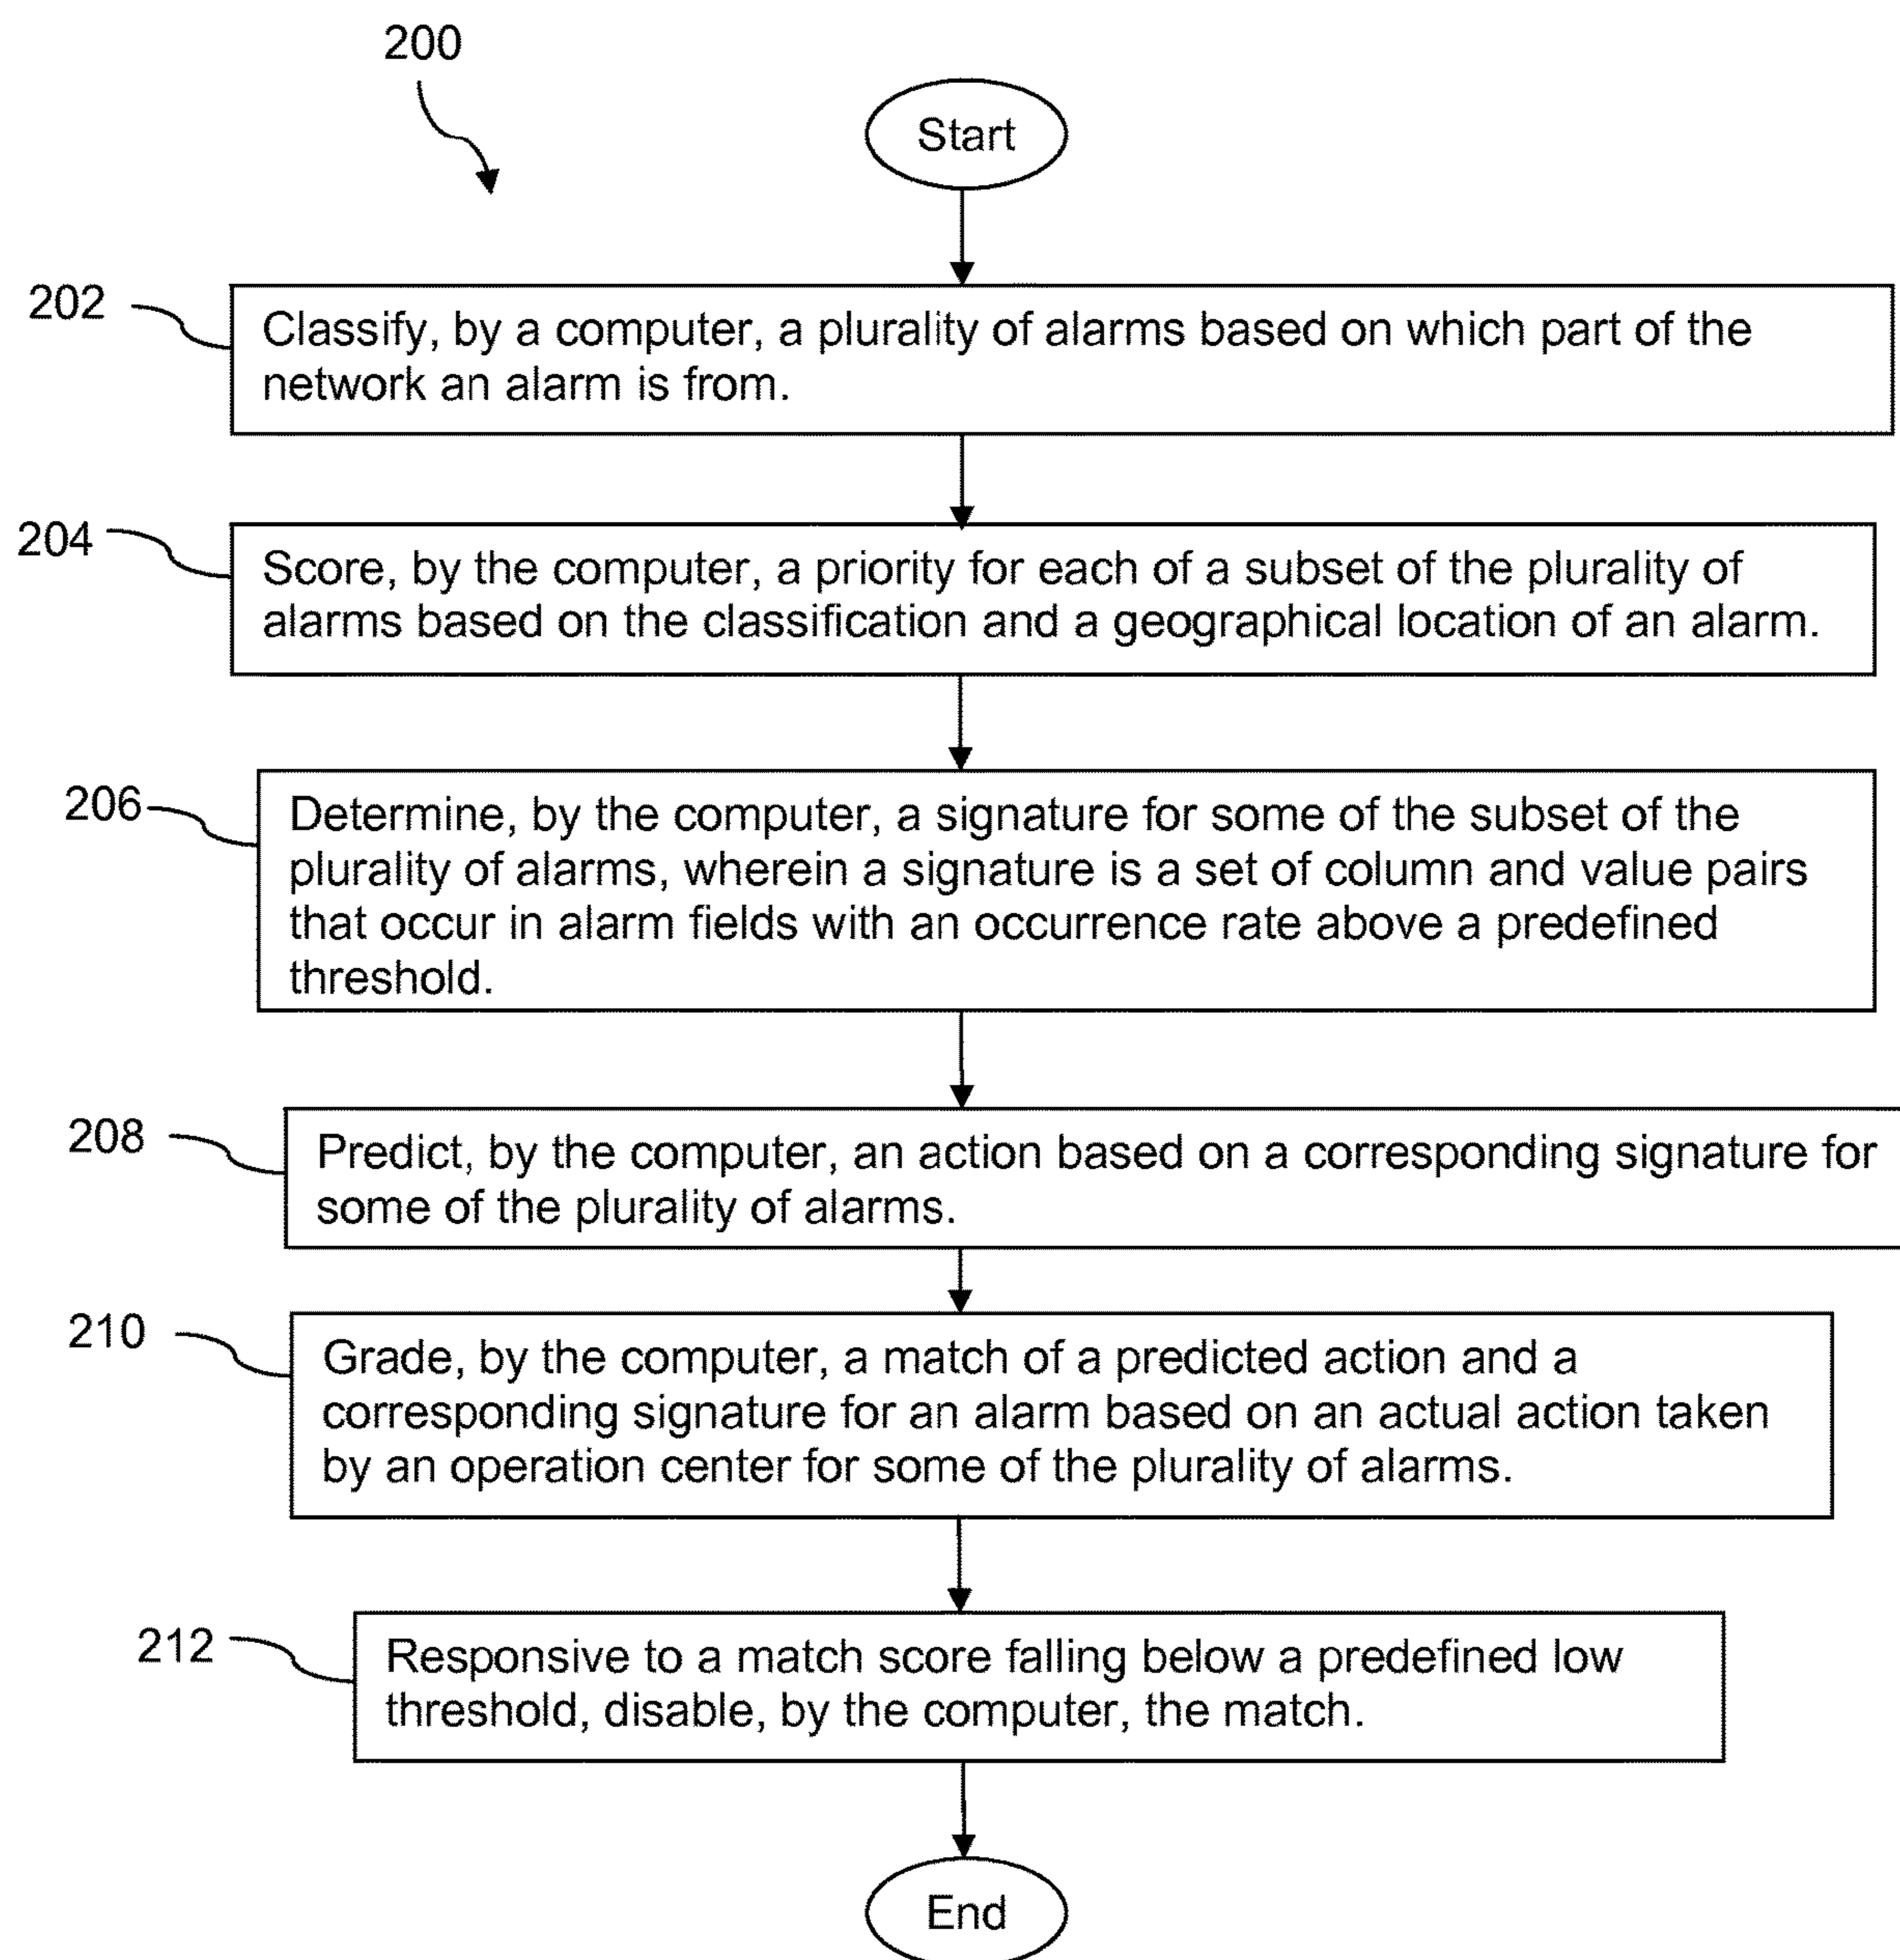 200
Start
202
Classify, by a computer, a plurality of alarms based on which part of the
network an alarm is from.
204
Score, by the computer, a priority for each of a subset of the plurality of
alarms based on the classification and a geographical location of an alarm.
206
Determine, by the computer, a signature for some of the subset of the
plurality of alarms, wherein a signature is a set of column and value pairs
that occur in alarm fields with an occurrence rate above a predefined
threshold.
208
Predict, by the computer, an action based on a corresponding signature for
some of the plurality of alarms.
210
Grade, by the computer, a match of a predicted action and a
corresponding signature for an alarm based on an actual action taken
by an operation center for some of the plurality of alarms.
212
Responsive to a match score falling below a predefined low
threshold, disable, by the computer, the match.
End